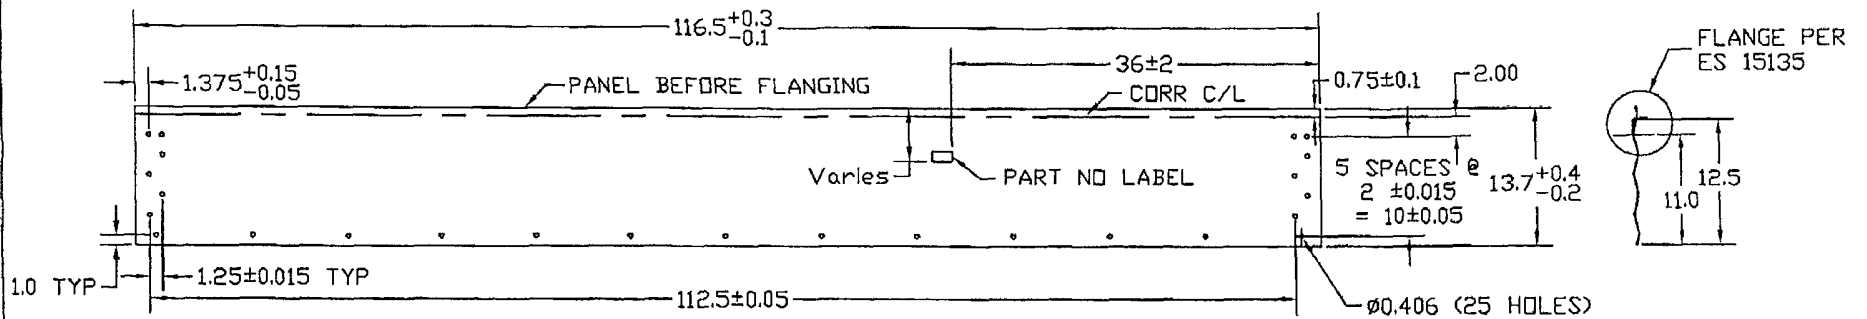 116.5+0.3
-0.1
FLANGE PER
ES 15135
36±2
1.375+0.15
-0.05
PANEL BEFORE FLANGING
CORR C/L
0.75±0.1
2.00
Varies
PART NO LABEL
5 SPACES @
2 ±0.015
= 10±0.05
13.7+0.4
-0.2
12.5
11.0
1.0 TYP
1.25±0.015 TYP
112.5±0.05
ø0.406 (25 HOLES)